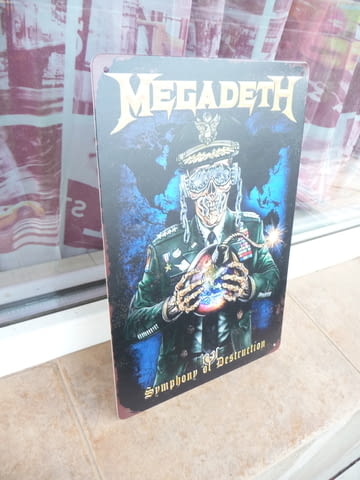 MEGADETH
Symphony of Destruction